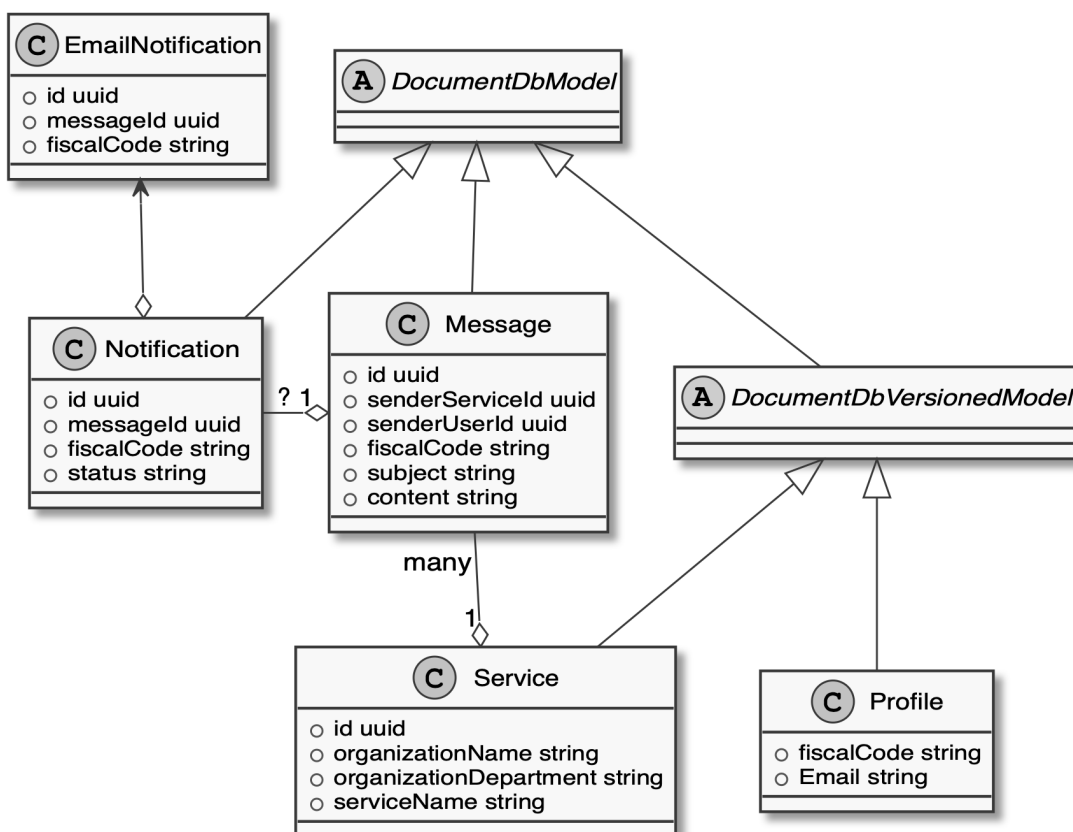 C EmailNotification
id uuid
messageId uuid
fiscalCode string
A DocumentDbModel
C Notification
id uuid
messageId uuid
fiscalCode string
status string
? 1
C Message
id uuid
senderServiceId uuid
senderUserId uuid
fiscalCode string
subject string
content string
A DocumentDbVersionedModel
many
1
C Service
id uuid
organizationName string
organizationDepartment string
serviceName string
C Profile
fiscalCode string
Email string